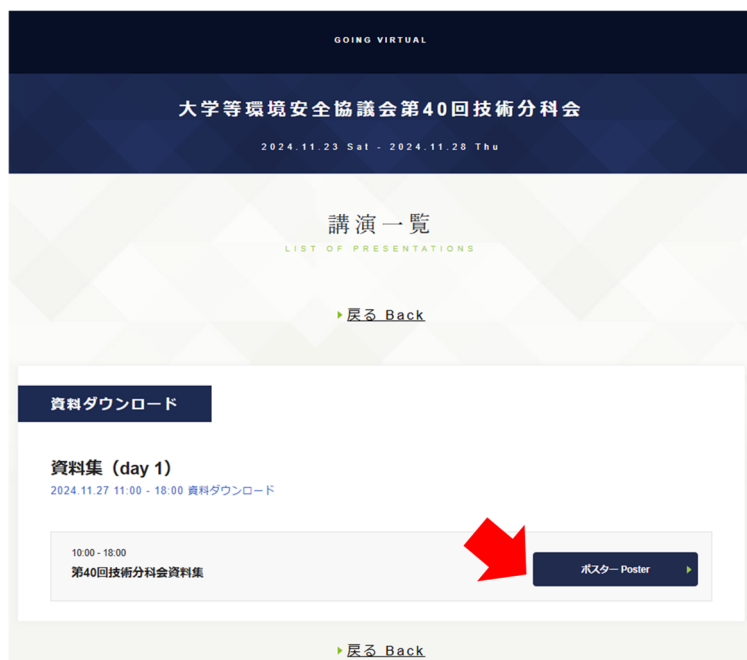 GOING VIRTUAL
大学等環境安全協議会第40回技術分科会
2024.11.23 Sat - 2024.11.28 Thu
講演一覧
LIST OF PRESENTATIONS
戻る Back
資料ダウンロード
資料集（day 1）
2024.11.27 11:00 - 18:00 資料ダウンロード
10:00 - 18:00
第40回技術分科会資料集
ポスター Poster
戻る Back